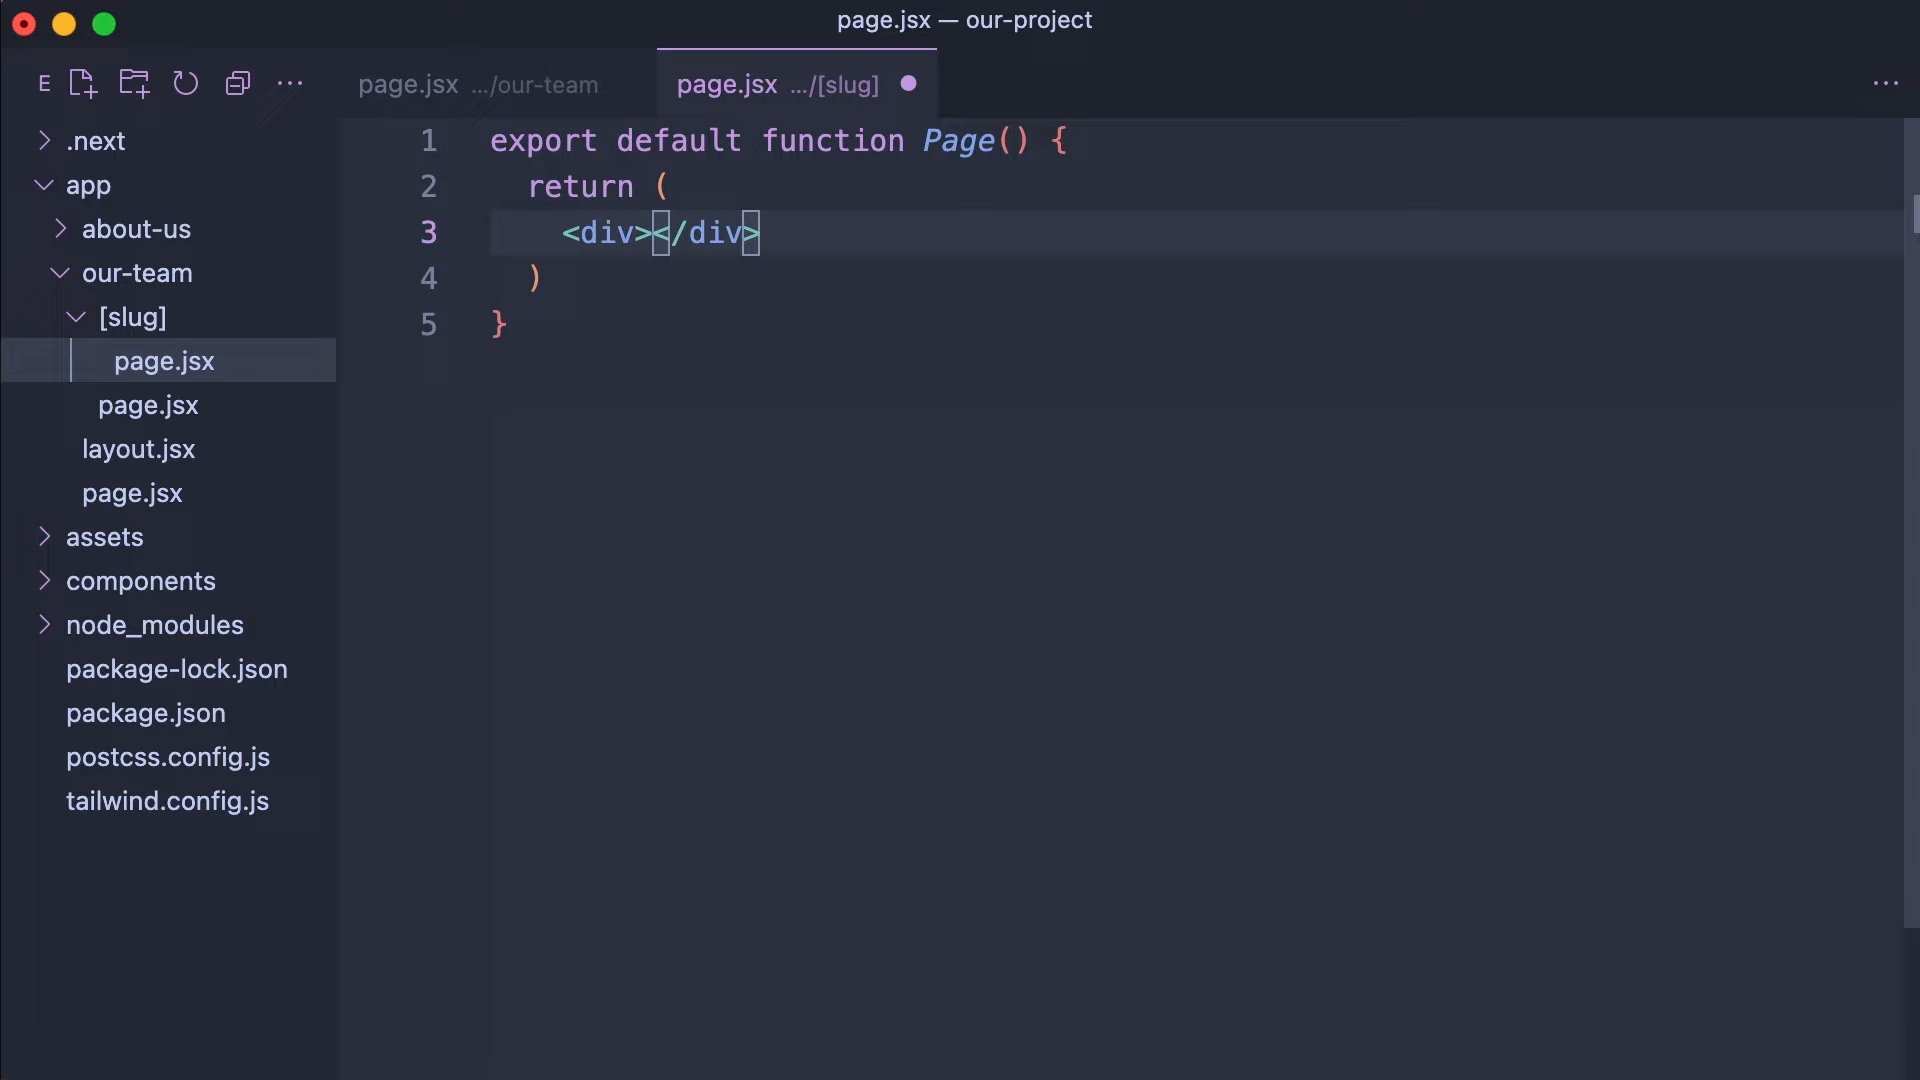 page.jsx — our-project
E
page.jsx .../our-team
page.jsx .../[slug]
.next
app
about-us
our-team
[slug]
page.jsx
page.jsx
layout.jsx
page.jsx
assets
components
node_modules
package-lock.json
package.json
postcss.config.js
tailwind.config.js
1 export default function Page() {
2 return (
3 <div></div>
4 )
5 }